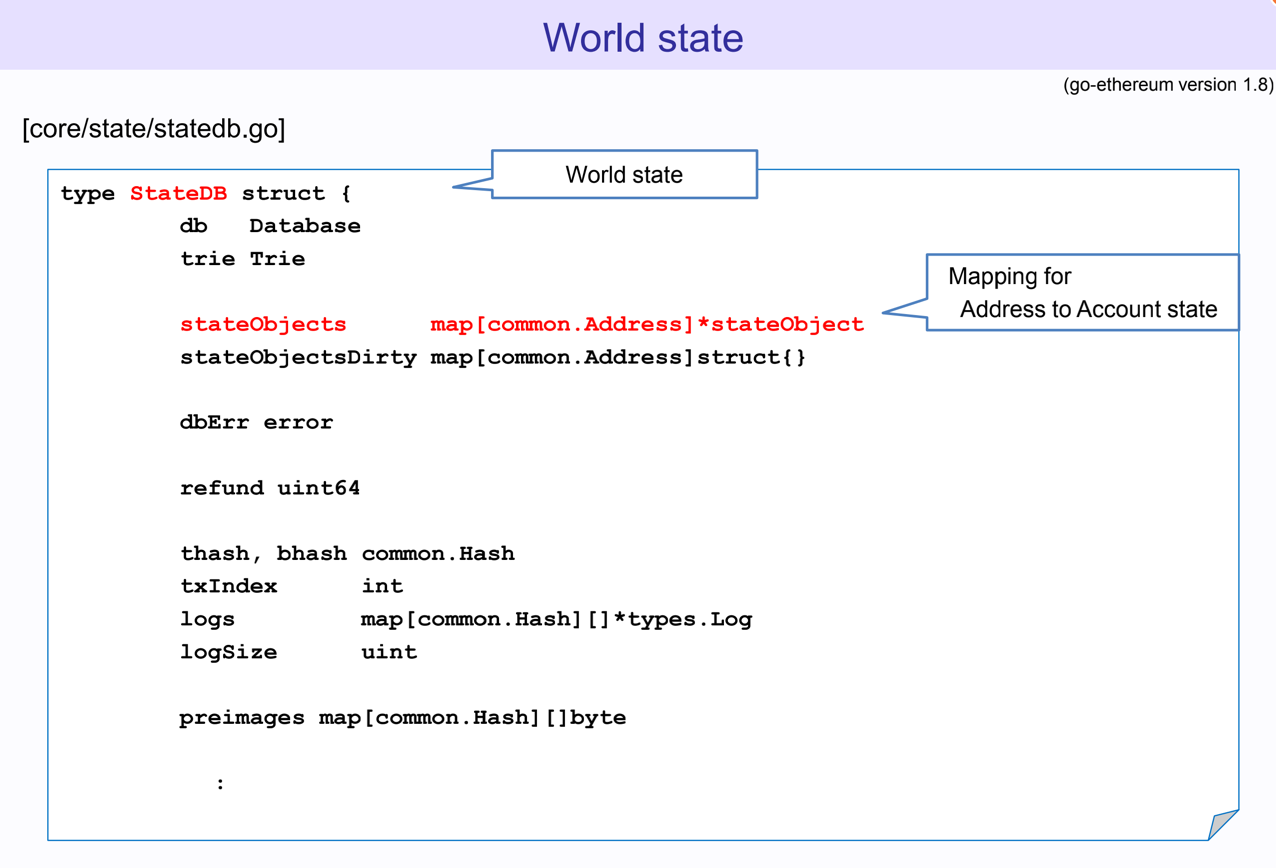 World state
(go-ethereum version 1.8)
[core/state/statedb.go]
World state
type StateDB struct {
db Database
trie Trie
Mapping for
Address to Account state
stateObjects map[common.Address]*stateObject
stateObjectsDirty map[common.Address]struct{}
dbErr error
refund uint64
thash, bhash common.Hash
txIndex int
logs map[common.Hash][]*types.Log
logSize uint
preimages map[common.Hash][]byte
: